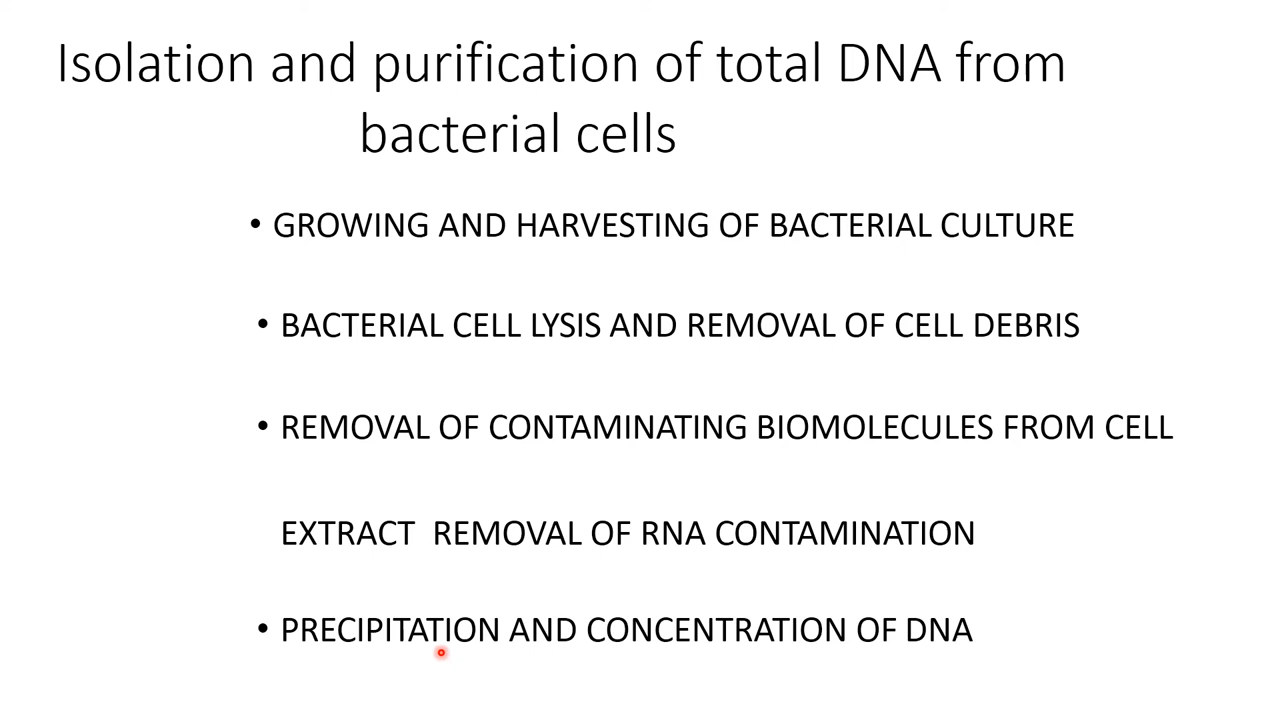 Isolation and purification of total DNA from
bacterial cells
• GROWING AND HARVESTING OF BACTERIAL CULTURE
• BACTERIAL CELL LYSIS AND REMOVAL OF CELL DEBRIS
• REMOVAL OF CONTAMINATING BIOMOLECULES FROM CELL
EXTRACT REMOVAL OF RNA CONTAMINATION
• PRECIPITATION AND CONCENTRATION OF DNA